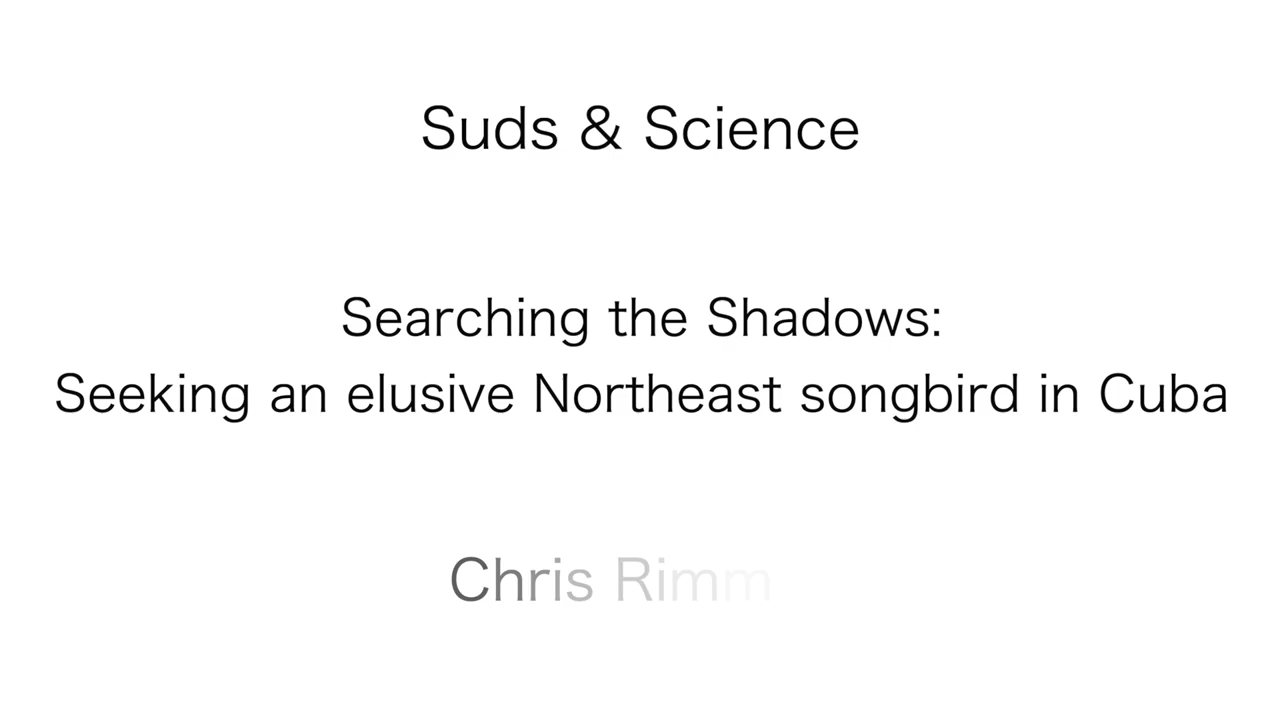 Suds & Science
Searching the Shadows:
Seeking an elusive Northeast songbird in Cuba
Chris Rimm